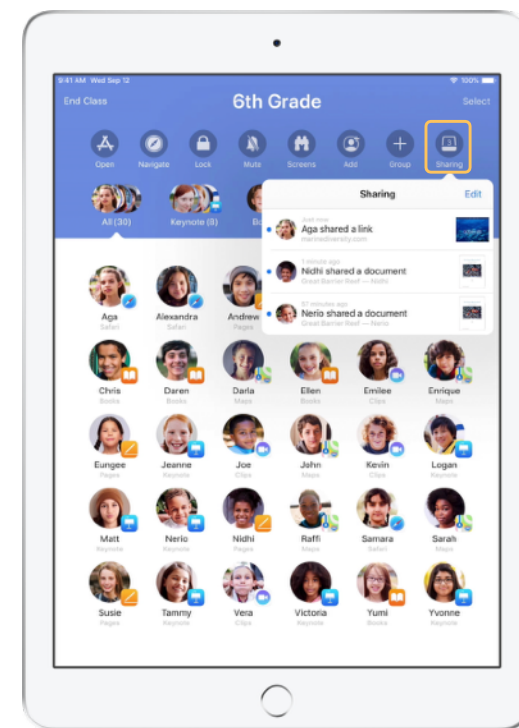 9:41 AM Wed Sep 12
100%
End Class
6th Grade
Select
Open
Navigate
Lock
Mute
Screens
Add
Group
Sharing
All (30)
Keynote (8)
Sharing
Edit
Just now
Aga shared a link
marinediversity.com
1 minute ago
Nidhi shared a document
Great Barrier Reef — Nidhi
57 minutes ago
Nerio shared a document
Great Barrier Reef — Nerio
Aga
Alexandra
Andrew
Safari
Safari
Pages
Chris
Daren
Darla
Ellen
Emilee
Enrique
Books
Books
Maps
Books
Clips
Maps
Eungee
Jeanne
Joe
John
Kevin
Logan
Pages
Keynote
Clips
Maps
Clips
Keynote
Matt
Nerio
Nidhi
Raffi
Samara
Sarah
Keynote
Keynote
Pages
Maps
Safari
Maps
Susie
Tammy
Vera
Victoria
Yumi
Yvonne
Pages
Keynote
Clips
Keynote
Books
Keynote